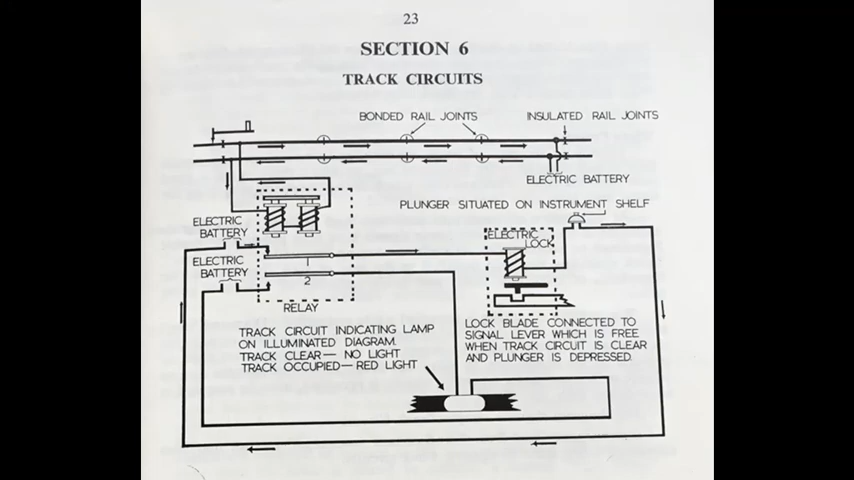 23
SECTION 6
TRACK CIRCUITS
BONDED RAIL JOINTS
INSULATED RAIL JOINTS
ELECTRIC BATTERY
PLUNGER SITUATED ON INSTRUMENT SHELF
ELECTRIC
BATTERY
ELECTRIC
LOCK
ELECTRIC
BATTERY
1
2
RELAY
TRACK CIRCUIT INDICATING LAMP
ON ILLUMINATED DIAGRAM.
TRACK CLEAR — NO LIGHT
TRACK OCCUPIED — RED LIGHT
LOCK BLADE CONNECTED TO
SIGNAL LEVER WHICH IS FREE
WHEN TRACK CIRCUIT IS CLEAR
AND PLUNGER IS DEPRESSED.